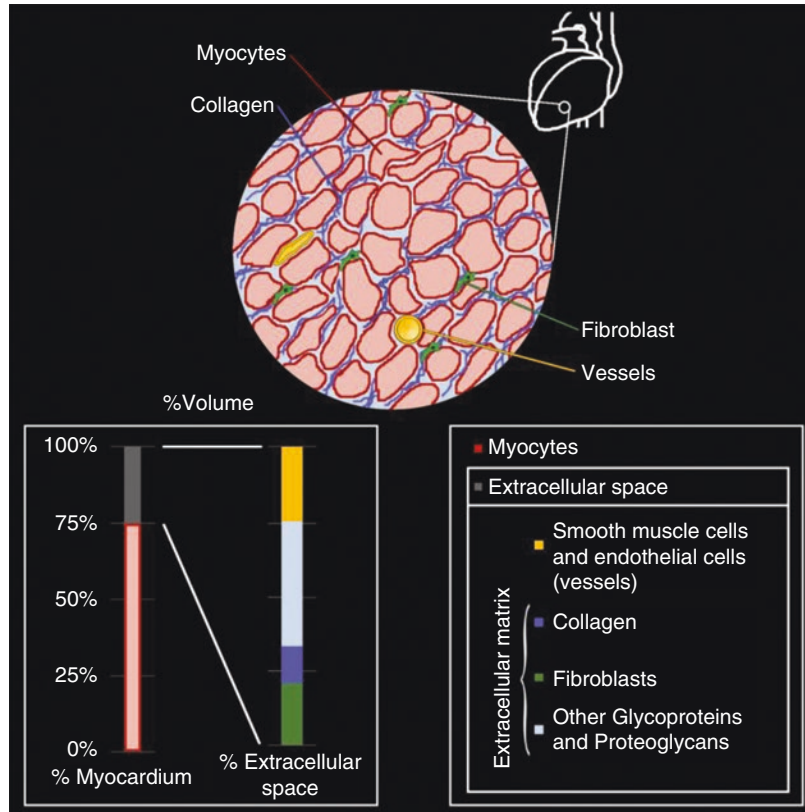 Myocytes
Collagen
Fibroblast
Vessels
%Volume
100%
75%
50%
25%
0%
% Myocardium
% Extracellular
space
Myocytes
Extracellular space
Smooth muscle cells
and endothelial cells
(vessels)
Extracellular matrix
Collagen
Fibroblasts
Other Glycoproteins
and Proteoglycans